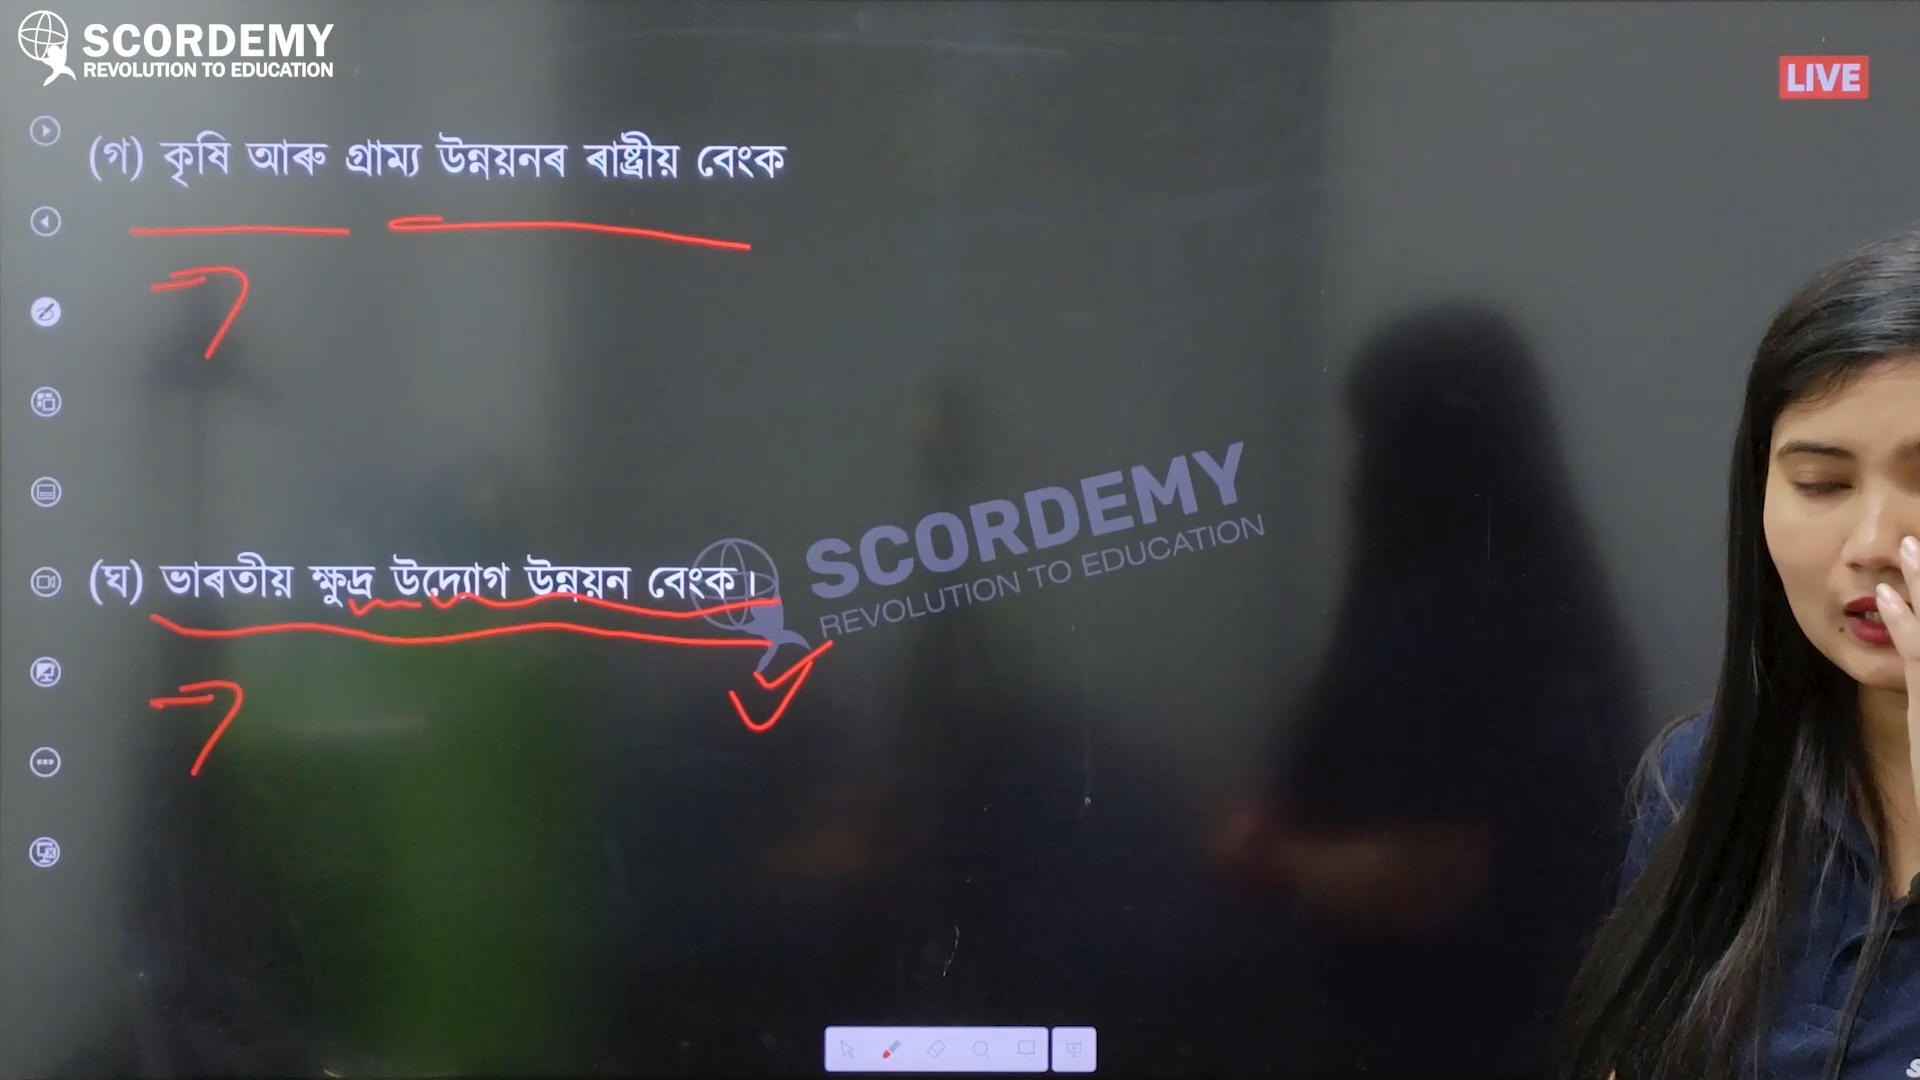 SCORDEMY
REVOLUTION TO EDUCATION
LIVE
(গ) কৃষি আৰু গ্ৰাম্য উন্নয়নৰ ৰাষ্ট্ৰীয় বেংক
SCORDEMY
REVOLUTION TO EDUCATION
(ঘ) ভাৰতীয় ক্ষুদ্ৰ উদ্যোগ উন্নয়ন বেংক।